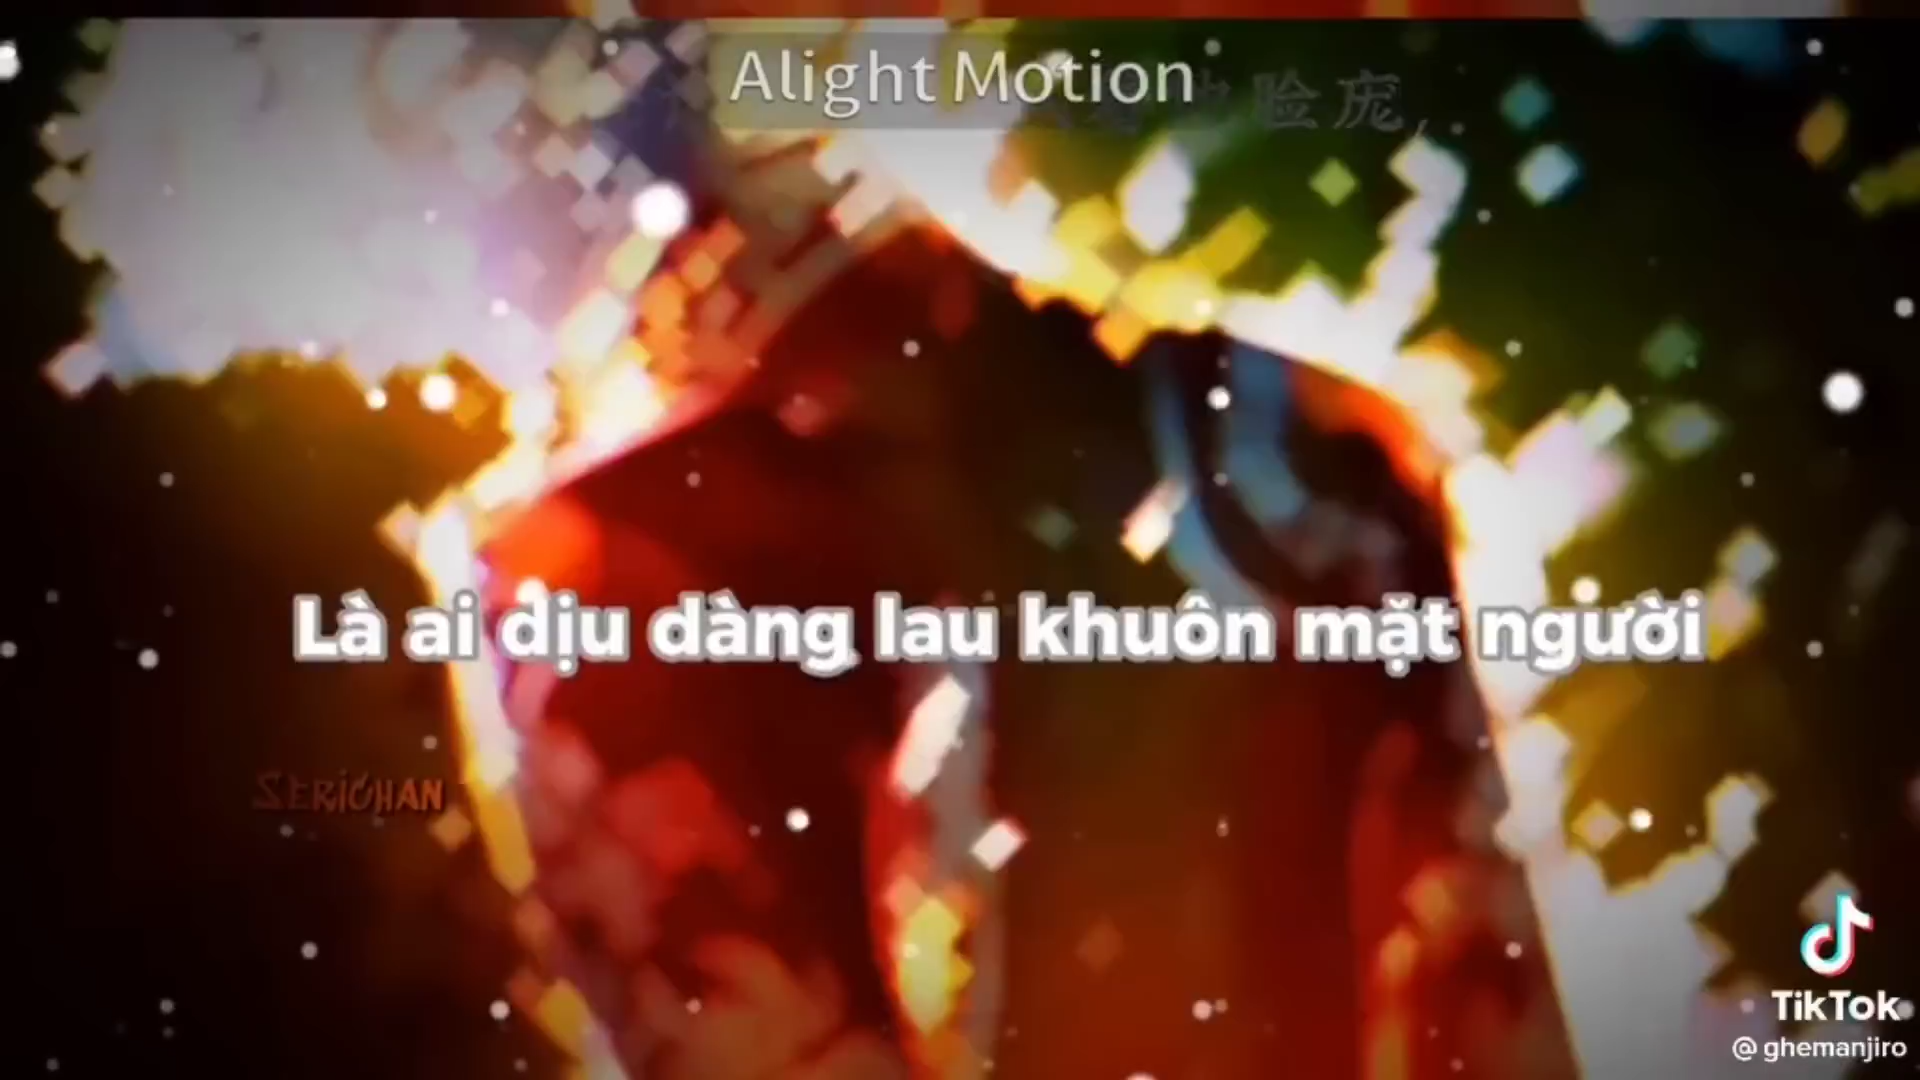 Alight Motion
脸庞,
Là ai dịu dàng lau khuôn mặt người
SERICHAN
TikTok
@ghemanjiro